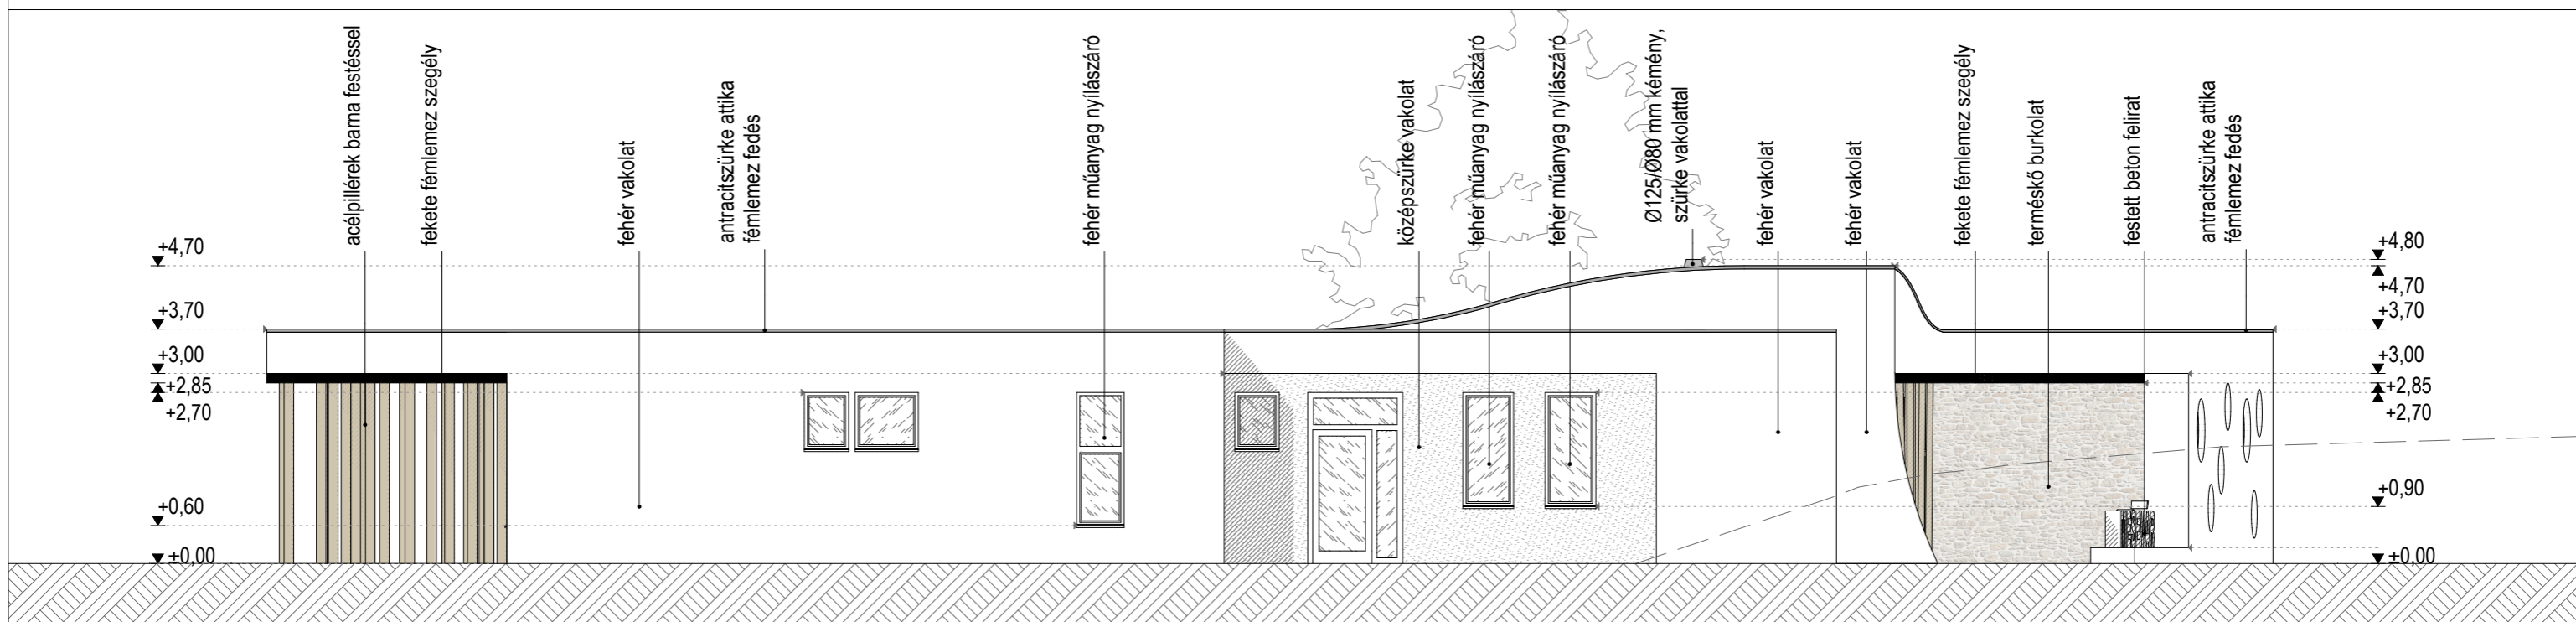 acélpillérek barna festéssel
fekete fémlemez szegély
fehér vakolat
antracitszürke attika
fémlemez fedés
fehér műanyag nyílászáró
középszürke vakolat
fehér műanyag nyílászáró
fehér műanyag nyílászáró
Ø125/Ø80 mm kémény,
szürke vakolattal
fehér vakolat
fehér vakolat
fekete fémlemez szegély
terméskő burkolat
festett beton felirat
antracitszürke attika
fémlemez fedés
+4,70
+3,70
+3,00
+2,85
+2,70
+0,60
±0,00
+4,80
+4,70
+3,70
+3,00
+2,85
+2,70
+0,90
±0,00